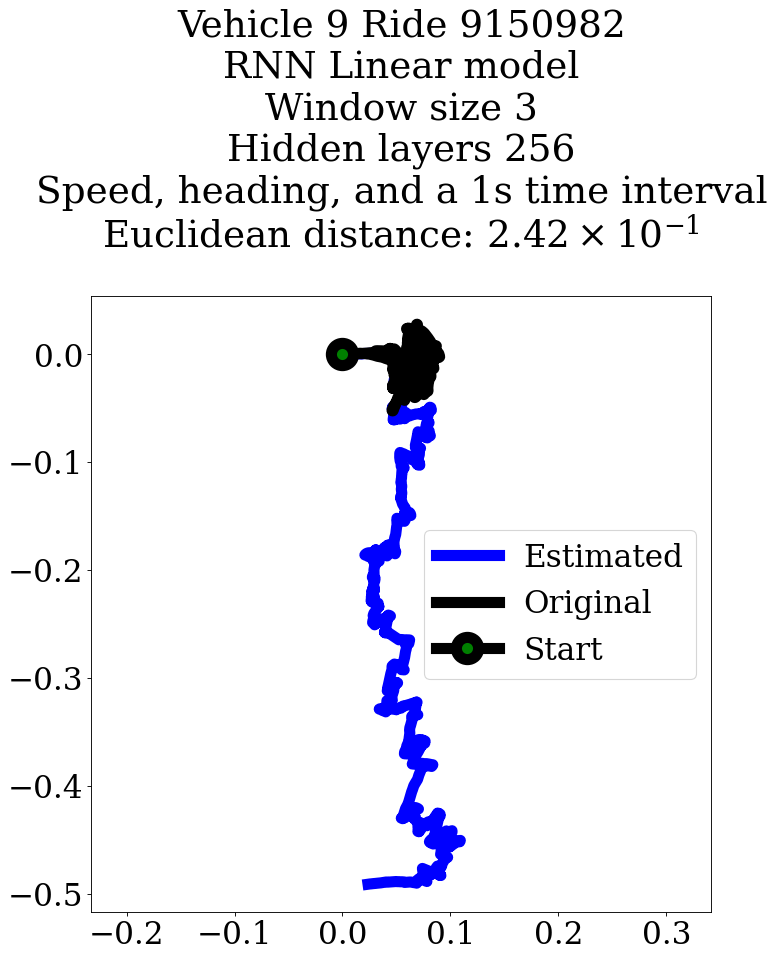 Vehicle 9 Ride 9150982
RNN Linear model
Window size 3
Hidden layers 256
Speed, heading, and a 1s time interval
Euclidean distance: 2.42 × 10⁻¹
0.0
−0.1
−0.2
−0.3
−0.4
−0.5
Estimated
Original
Start
−0.2 −0.1 0.0 0.1 0.2 0.3